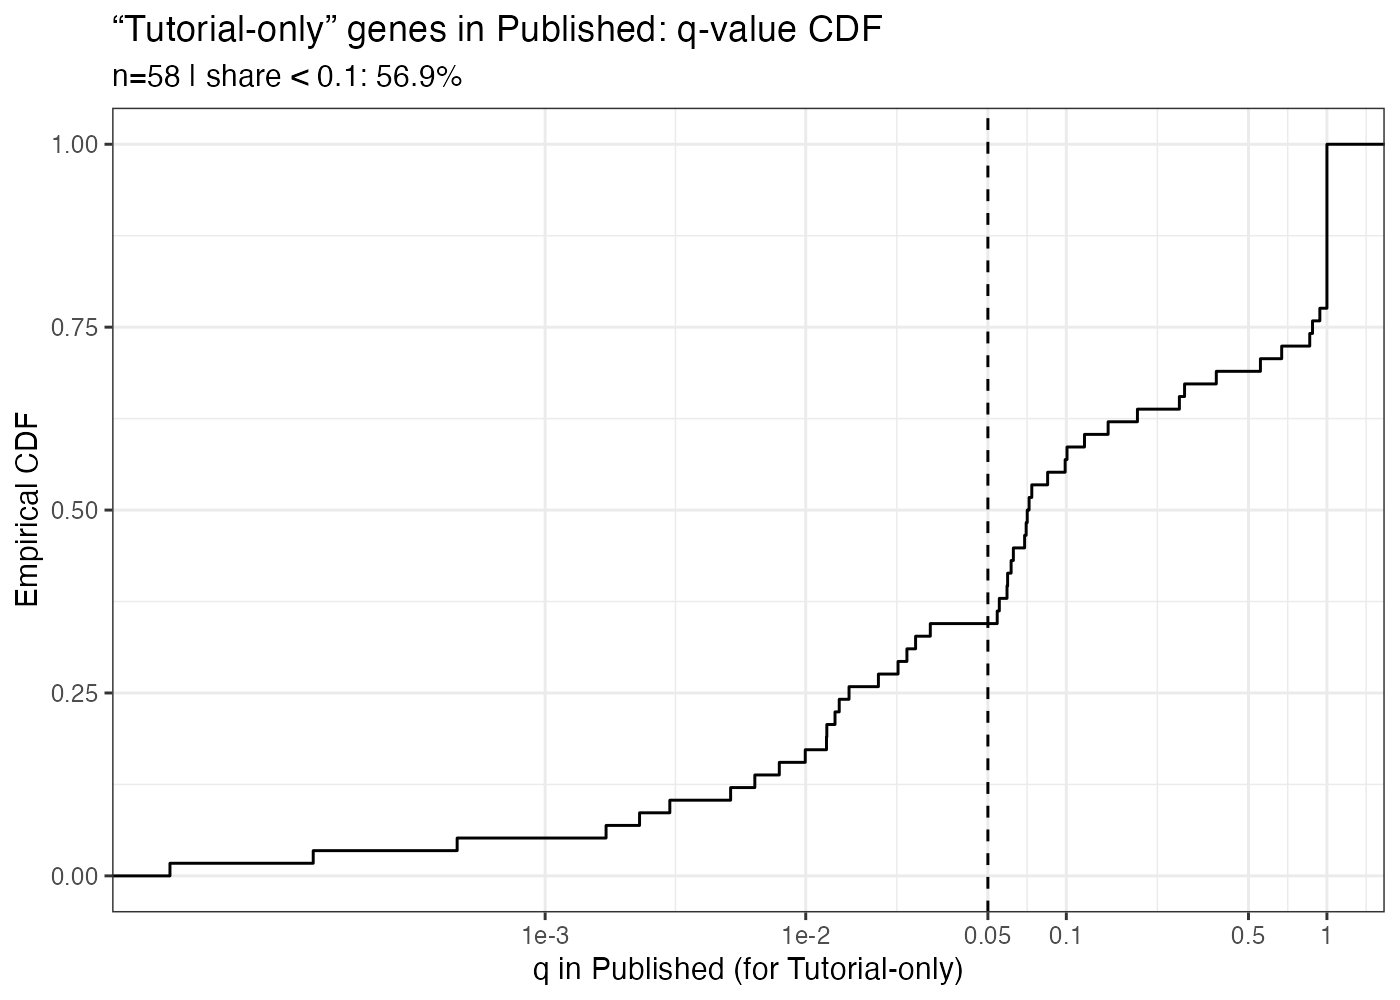 “Tutorial-only” genes in Published: q-value CDF
n=58 | share < 0.1: 56.9%
1.00
0.75
0.50
0.25
0.00
Empirical CDF
1e-3 1e-2 0.05 0.1 0.5 1
q in Published (for Tutorial-only)